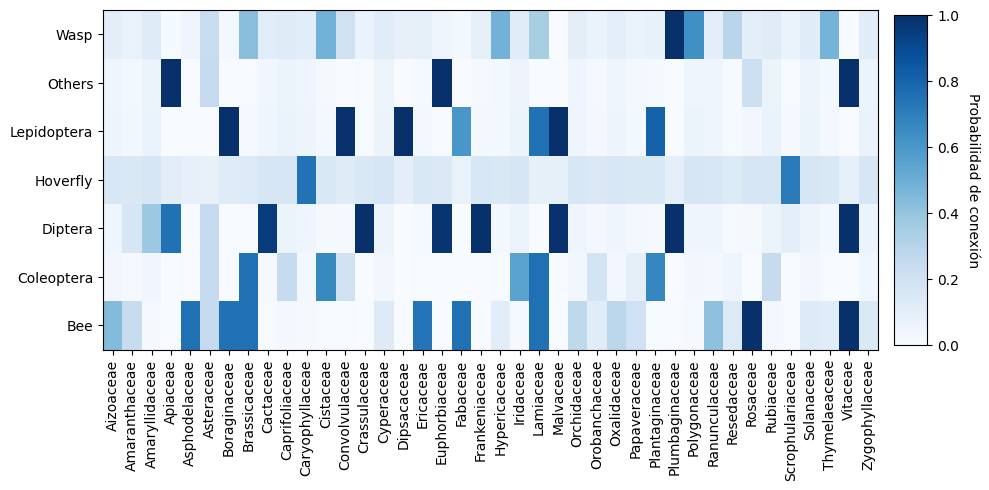 Wasp
Others
Lepidoptera
Hoverfly
Diptera
Coleoptera
Bee
Aizoaceae
Amaranthaceae
Amaryllidaceae
Apiaceae
Asphodelaceae
Asteraceae
Boraginaceae
Brassicaceae
Cactaceae
Caprifoliaceae
Caryophyllaceae
Cistaceae
Convolvulaceae
Crassulaceae
Cyperaceae
Dipsacaceae
Ericaceae
Euphorbiaceae
Fabaceae
Frankeniaceae
Hypericaceae
Iridaceae
Lamiaceae
Malvaceae
Orchidaceae
Orobanchaceae
Oxalidaceae
Papaveraceae
Plantaginaceae
Plumbaginaceae
Polygonaceae
Ranunculaceae
Resedaceae
Rosaceae
Rubiaceae
Scrophulariaceae
Solanaceae
Thymelaeaceae
Vitaceae
Zygophyllaceae
1.0
0.8
0.6
0.4
0.2
0.0
Probabilidad de conexión